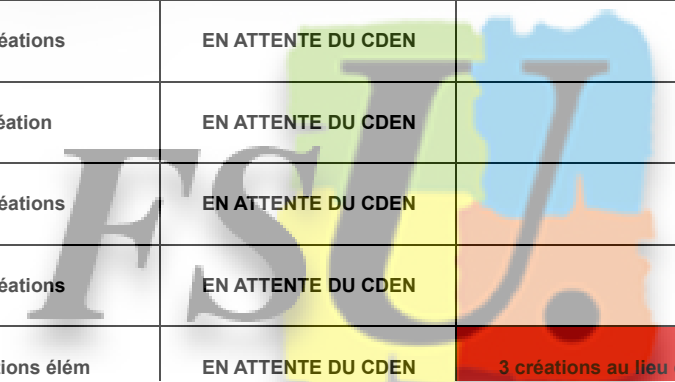 éations EN ATTENTE DU CDEN
éation EN ATTENTE DU CDEN
éations EN ATTENTE DU CDEN
éations EN ATTENTE DU CDEN
ions élém EN ATTENTE DU CDEN 3 créations au lieu
FSU.